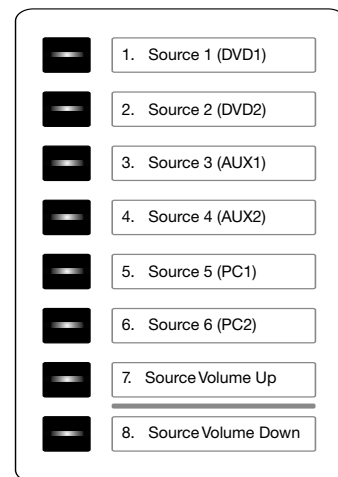 1. Source 1 (DVD1)
2. Source 2 (DVD2)
3. Source 3 (AUX1)
4. Source 4 (AUX2)
5. Source 5 (PC1)
6. Source 6 (PC2)
7. Source Volume Up
8. Source Volume Down